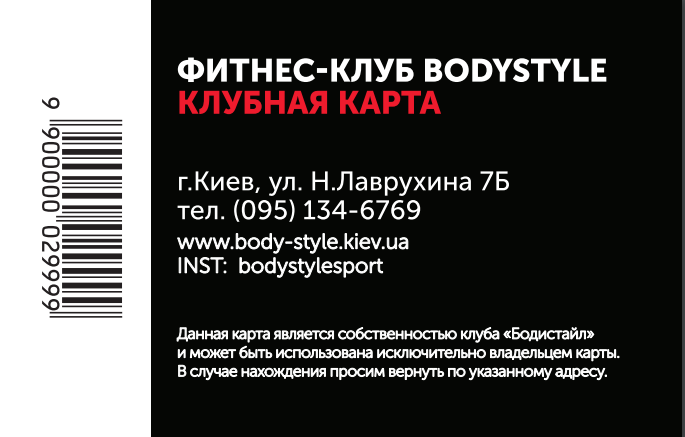 9 900000 029999
ФИТНЕС-КЛУБ BODYSTYLE
КЛУБНАЯ КАРТА
г.Киев, ул. Н.Лаврухина 7Б
тел. (095) 134-6769
www.body-style.kiev.ua
INST: bodystylesport
Данная карта является собственностью клуба «Бодистайл»
и может быть использована исключительно владельцем карты.
В случае нахождения просим вернуть по указанному адресу.